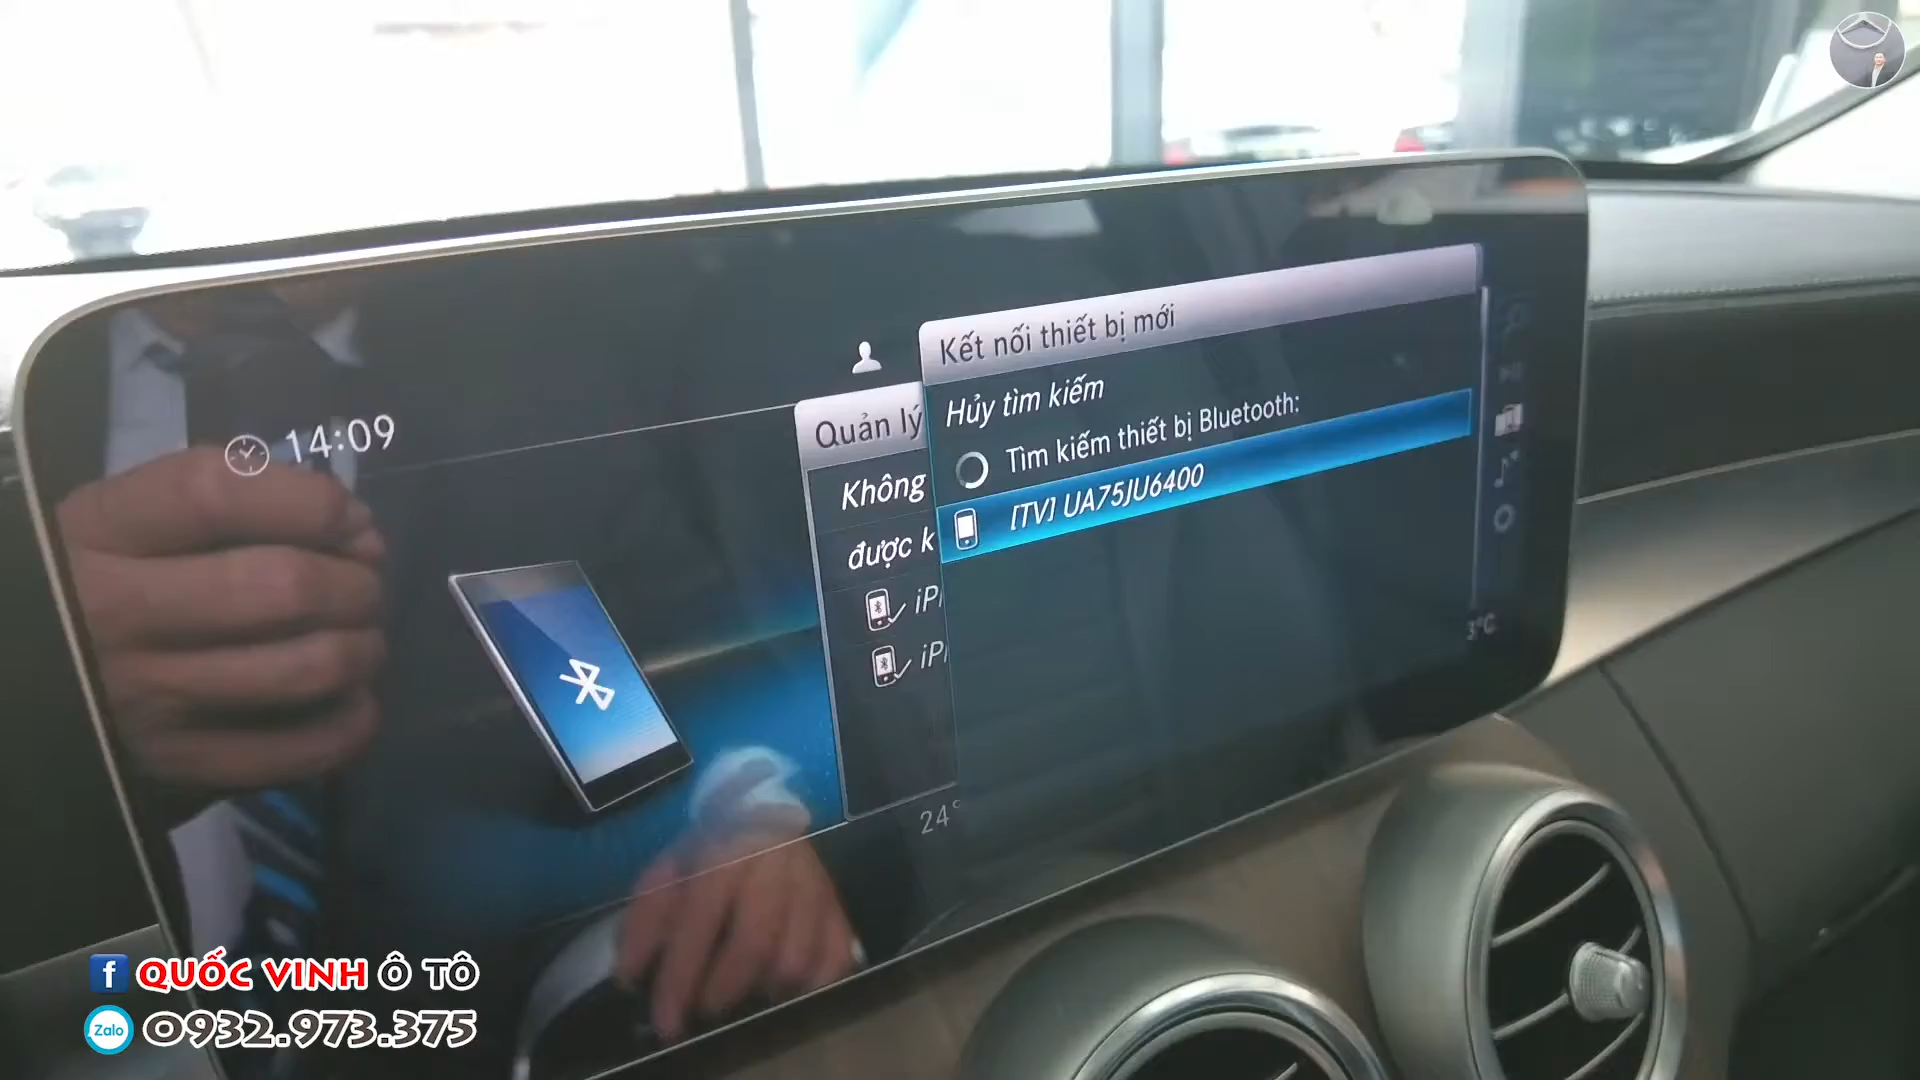 14:09
Kết nối thiết bị mới
Hủy tìm kiếm
Tìm kiếm thiết bị Bluetooth:
[TV] UA75JU6400
Quản lý
Không
được k
iP
iP
24°
3°C
f QUỐC VINH Ô TÔ
Zalo 0932.973.375